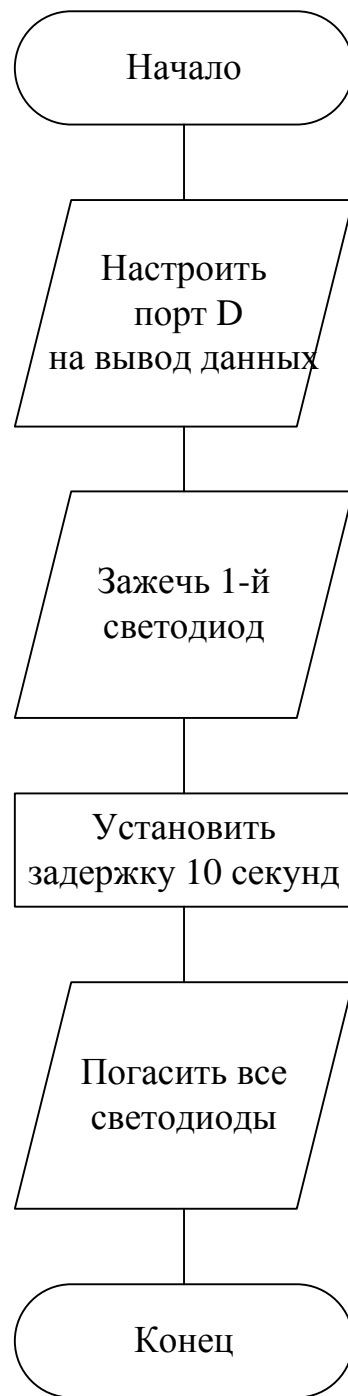 Начало
Настроить
порт D
на вывод данных
Зажечь 1-й
светодиод
Установить
задержку 10 секунд
Погасить все
светодиоды
Конец